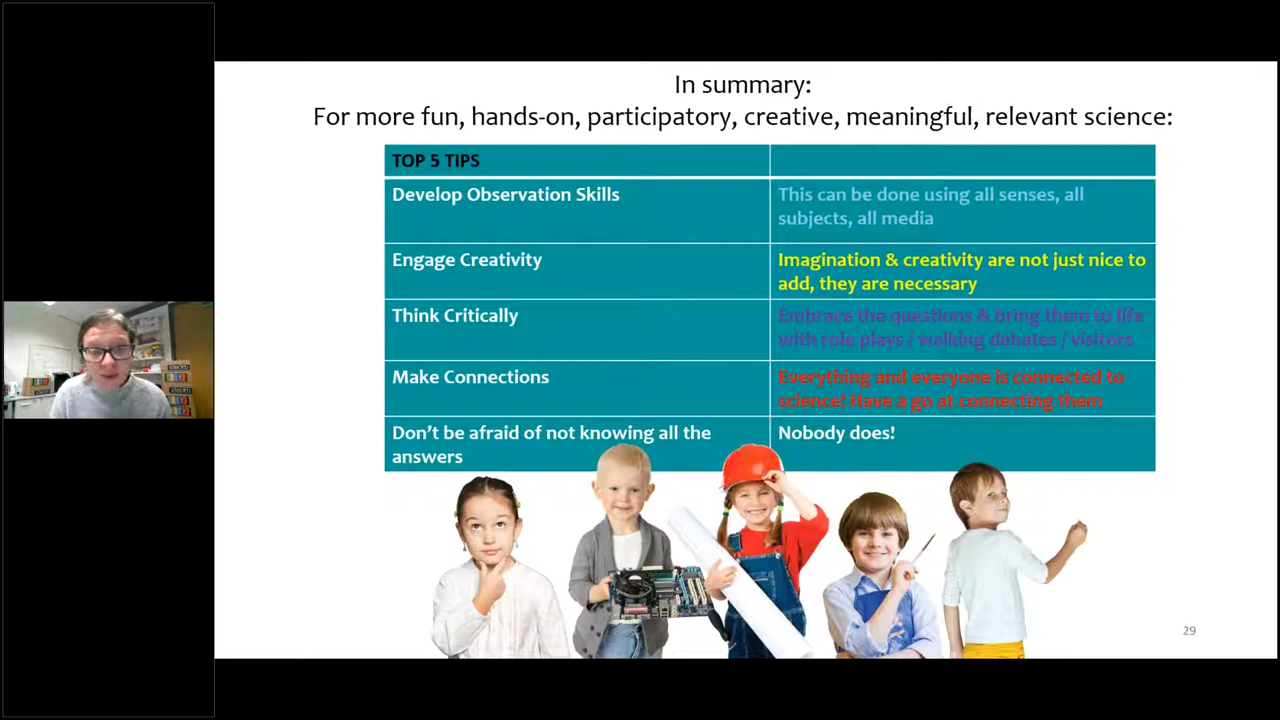 In summary:
For more fun, hands-on, participatory, creative, meaningful, relevant science:
TOP 5 TIPS
Develop Observation Skills
This can be done using all senses, all
subjects, all media
Engage Creativity
Imagination & creativity are not just nice to
add, they are necessary
Think Critically
Embrace the questions & bring them to life
with role plays / walking debates / visitors
Make Connections
Everything and everyone is connected to
science! Have a go at connecting them
Don't be afraid of not knowing all the
answers
Nobody does!
29